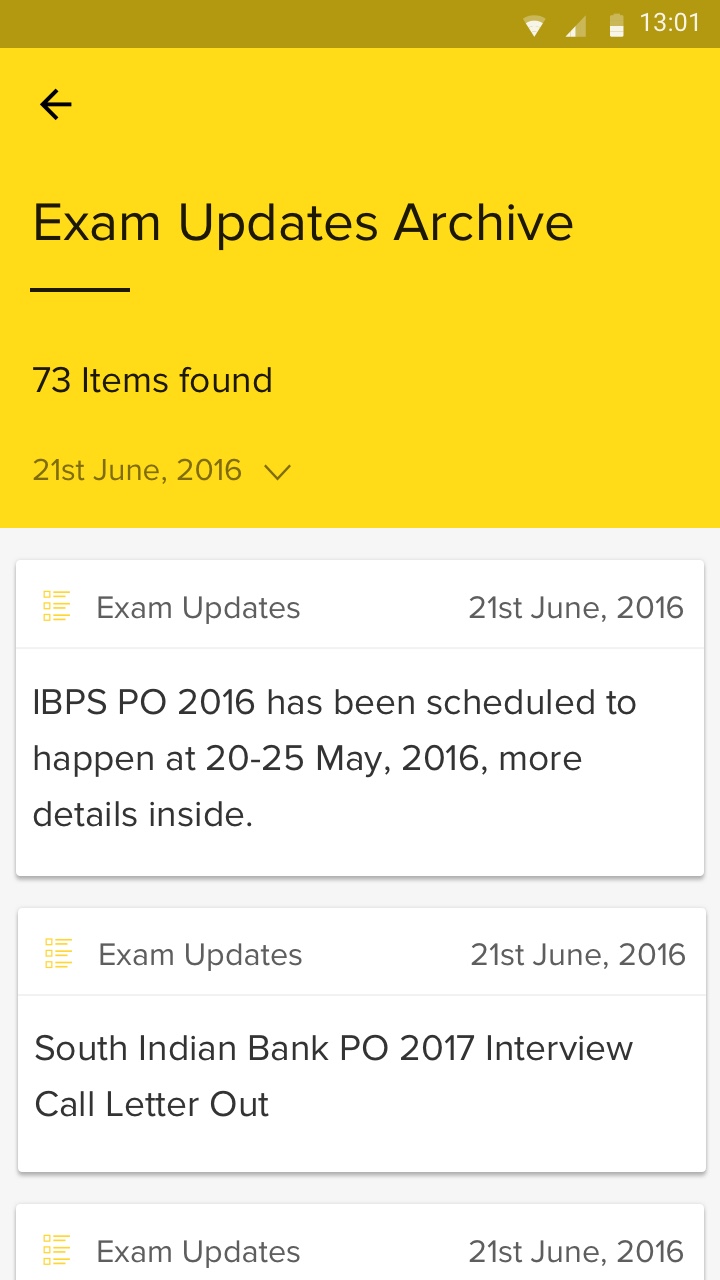 13:01
Exam Updates Archive
73 Items found
21st June, 2016
Exam Updates 21st June, 2016
IBPS PO 2016 has been scheduled to
happen at 20-25 May, 2016, more
details inside.
Exam Updates 21st June, 2016
South Indian Bank PO 2017 Interview
Call Letter Out
Exam Updates 21st June, 2016